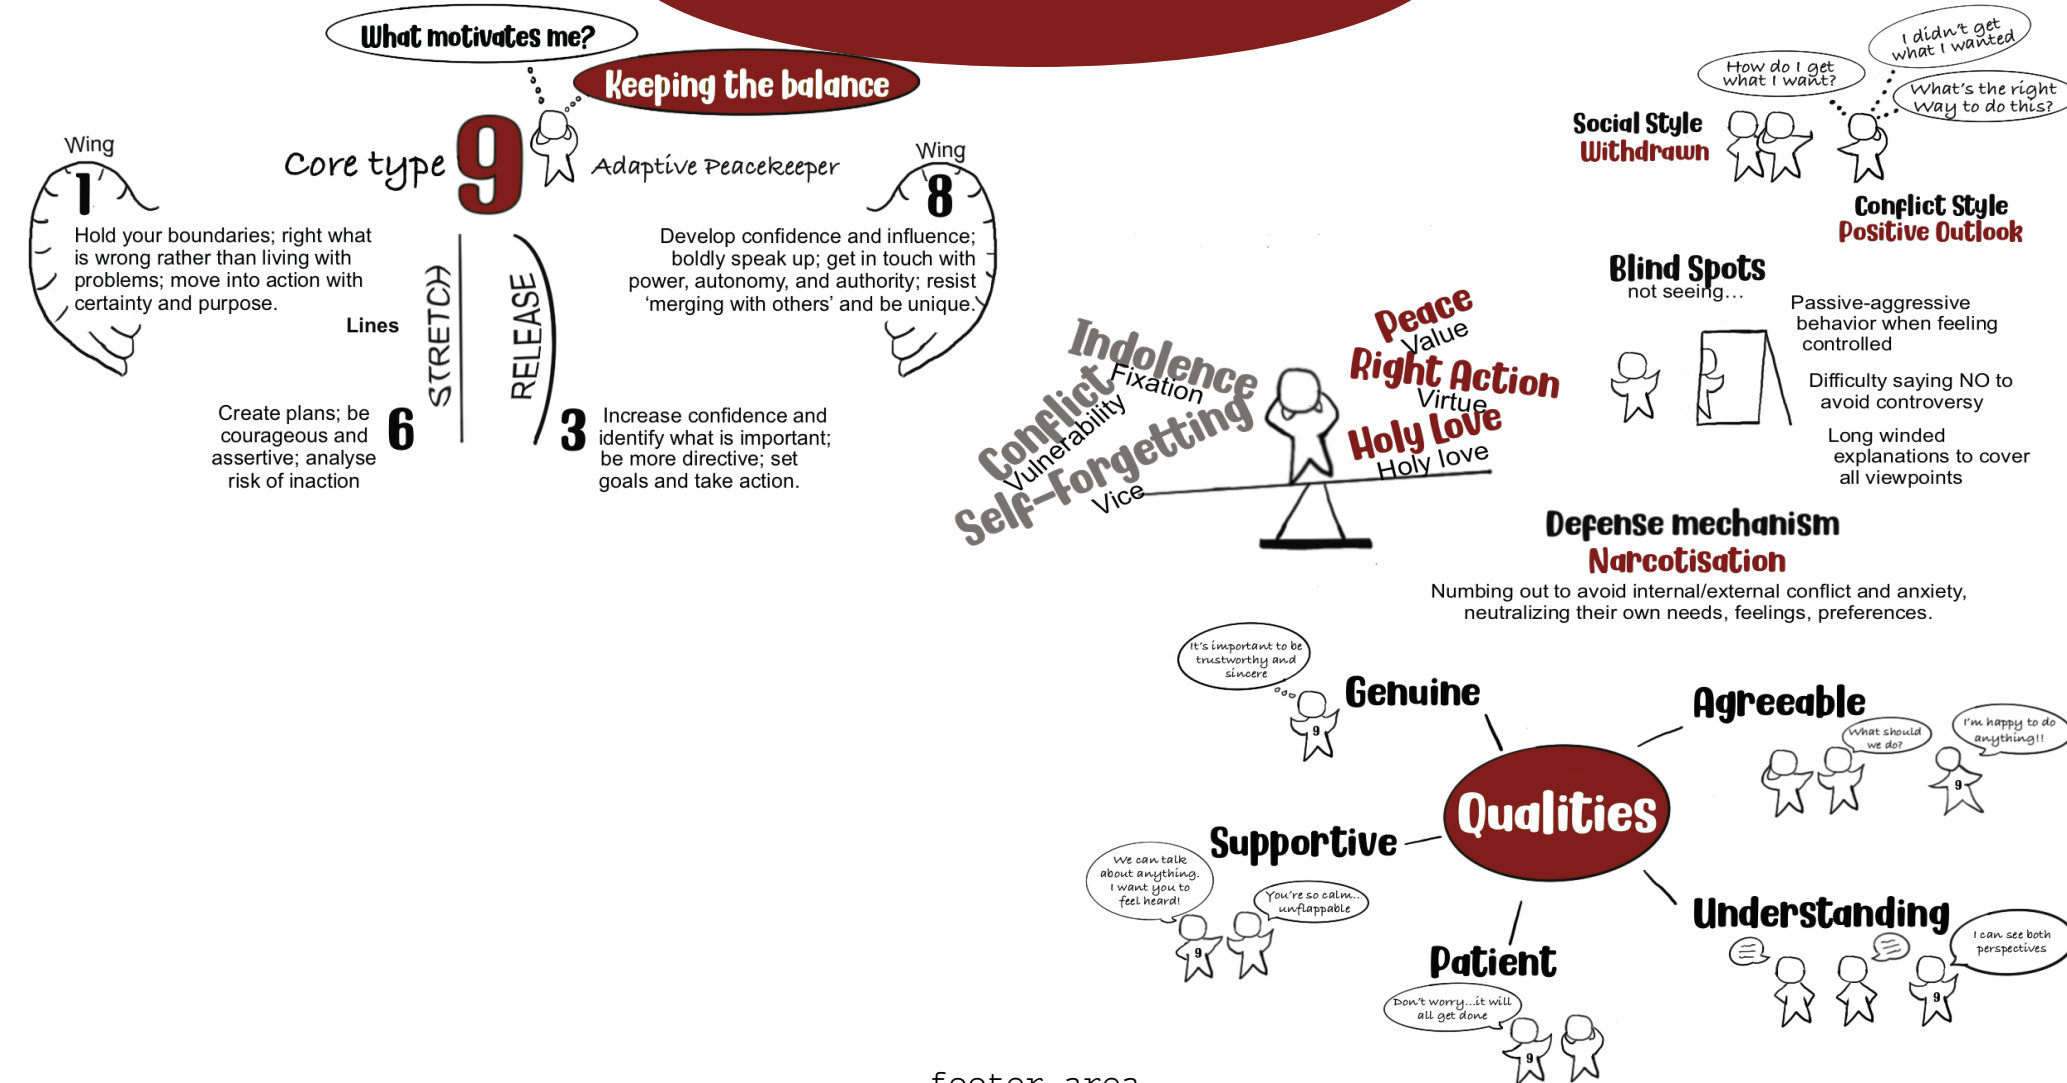 What motivates me?
Keeping the balance
Core type 9
Adaptive Peacekeeper
Wing
1
Hold your boundaries; right what
is wrong rather than living with
problems; move into action with
certainty and purpose.
Wing
8
Develop confidence and influence;
boldly speak up; get in touch with
power, autonomy, and authority; resist
‘merging with others’ and be unique.
Lines
STRETCH
RELEASE
Create plans; be
courageous and
assertive; analyse
risk of inaction
6
3
Increase confidence and
identify what is important;
be more directive; set
goals and take action.
Indolence
Fixation
Conflict
Vulnerability
Self-Forgetting
Vice
Peace
Value
Right Action
Virtue
Holy Love
Holy love
Social Style
Withdrawn
How do I get
what I want?
I didn't get
what I wanted
What's the right
Way to do this?
Conflict Style
Positive Outlook
Blind Spots
not seeing…
Passive-aggressive
behavior when feeling
controlled
Difficulty saying NO to
avoid controversy
Long winded
explanations to cover
all viewpoints
Defense mechanism
Narcotisation
Numbing out to avoid internal/external conflict and anxiety,
neutralizing their own needs, feelings, preferences.
Qualities
Genuine
It's important to be
trustworthy and
sincere
9
Agreeable
What should
we do?
I'm happy to do
anything!!
9
Supportive
We can talk
about anything.
I want you to
feel heard!
You're so calm...
unflappable
9
Understanding
I can see both
perspectives
9
Patient
Don't worry...it will
all get done
9
footer area